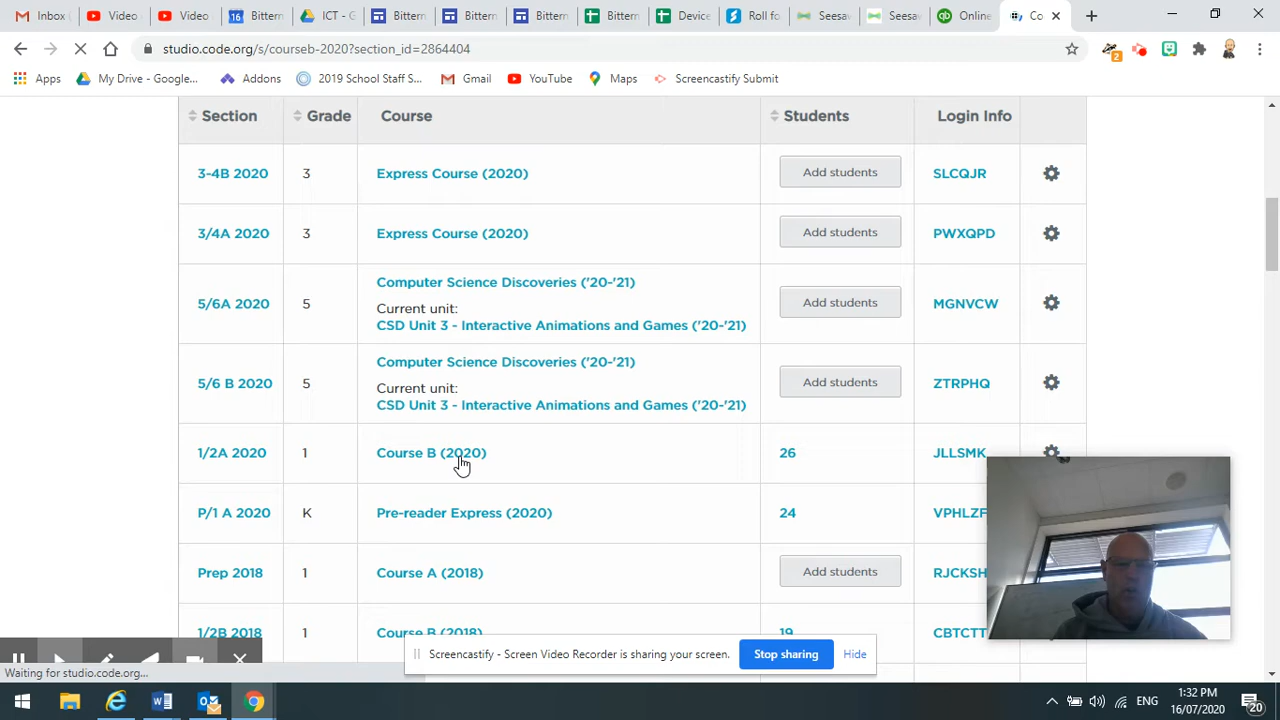 Inbox Video Video Bittern ICT - G Bittern Bittern Bittern Bittern Device Roll for Seesaw Seesa Online Co
studio.code.org/s/courseb-2020?section_id=2864404
Apps My Drive - Google... Addons 2019 School Staff S... Gmail YouTube Maps Screencastify Submit
Section Grade Course Students Login Info
3-4B 2020 3 Express Course (2020) Add students SLCQJR
3/4A 2020 3 Express Course (2020) Add students PWXQPD
Computer Science Discoveries ('20-'21)
5/6A 2020 5 Current unit: Add students MGNVCW
CSD Unit 3 - Interactive Animations and Games ('20-'21)
Computer Science Discoveries ('20-'21)
5/6 B 2020 5 Current unit: Add students ZTRPHQ
CSD Unit 3 - Interactive Animations and Games ('20-'21)
1/2A 2020 1 Course B (2020) 26 JLLSMK
P/1 A 2020 K Pre-reader Express (2020) 24 VPHLZF
Prep 2018 1 Course A (2018) Add students RJCKSH
1/2B 2018 1 Course B (2018) 19 CBTCTT
Screencastify - Screen Video Recorder is sharing your screen. Stop sharing Hide
Waiting for studio.code.org...
ENG 1:32 PM
16/07/2020 20